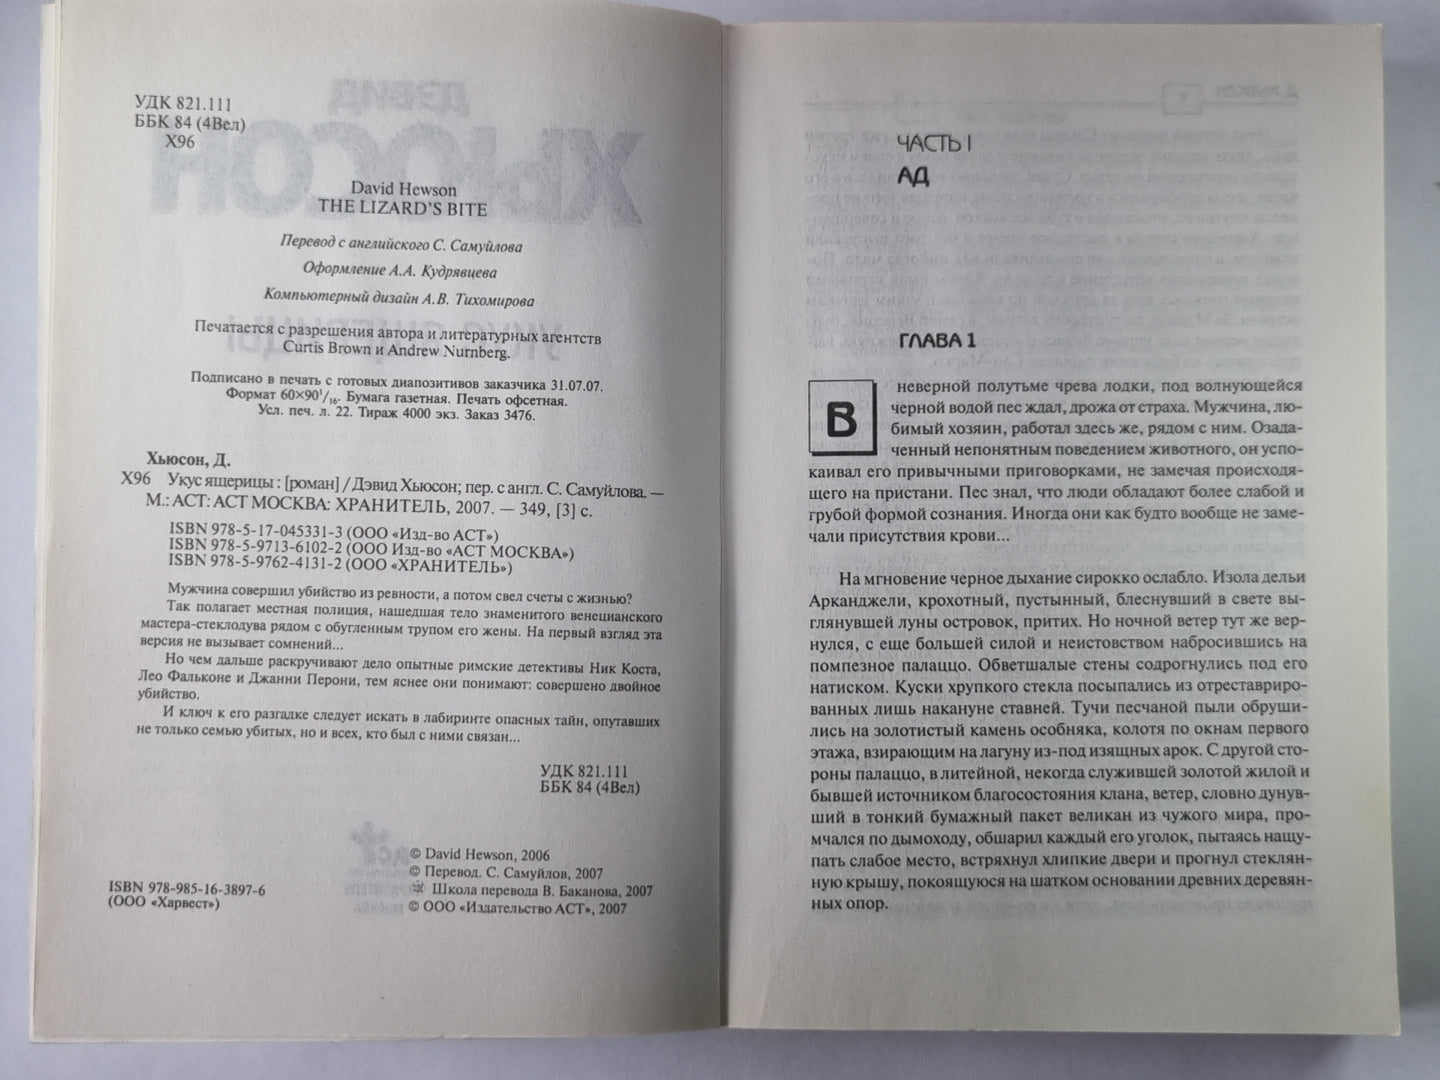 УДК 821.111
ББК 84 (4Вел)
Х96
David Hewson
THE LIZARD'S BITE
Перевод с английского С. Самуйлова
Оформление А.А. Кудрявцева
Компьютерный дизайн А.В. Тихомирова
Печатается с разрешения автора и литературных агентств
Curtis Brown и Andrew Nurnberg.
Подписано в печать с готовых диапозитивов заказчика 31.07.07.
Формат 60×90¹/₁₆. Бумага газетная. Печать офсетная.
Усл. печ. л. 22. Тираж 4000 экз. Заказ 3476.
Хьюсон, Д.
Х96 Укус ящерицы : [роман] / Дэвид Хьюсон; пер. с англ. С. Самуйлова. —
М.: АСТ: АСТ МОСКВА: ХРАНИТЕЛЬ, 2007. — 349, [3] с.
ISBN 978-5-17-045331-3 (ООО «Изд-во АСТ»)
ISBN 978-5-9713-6102-2 (ООО Изд-во «АСТ МОСКВА»)
ISBN 978-5-9762-4131-2 (ООО «ХРАНИТЕЛЬ»)
Мужчина совершил убийство из ревности, а потом свел счеты с жизнью?
Так полагает местная полиция, нашедшая тело знаменитого венецианского
мастера-стеклодува рядом с обугленным трупом его жены. На первый взгляд эта
версия не вызывает сомнений...
Но чем дальше раскручивают дело опытные римские детективы Ник Коста,
Лео Фальконе и Джанни Перони, тем яснее они понимают: совершено двойное
убийство.
И ключ к его разгадке следует искать в лабиринте опасных тайн, опутавших
не только семью убитых, но и всех, кто был с ними связан...
УДК 821.111
ББК 84 (4Вел)
© David Hewson, 2006
© Перевод. С. Самуйлов, 2007
Школа перевода В. Баканова, 2007
© ООО «Издательство АСТ», 2007
ISBN 978-985-16-3897-6
(ООО «Харвест»)
ЧАСТЬ I
АД
ГЛАВА 1
В неверной полутьме чрева лодки, под волнующейся
черной водой пес ждал, дрожа от страха. Мужчина, лю-
бимый хозяин, работал здесь же, рядом с ним. Озада-
ченный непонятным поведением животного, он успо-
каивал его привычными приговорками, не замечая происходя-
щего на пристани. Пес знал, что люди обладают более слабой и
грубой формой сознания. Иногда они как будто вообще не заме-
чали присутствия крови...
На мгновение черное дыхание сирокко ослабло. Изола дельи
Арканджели, крохотный, пустынный, блеснувший в свете вы-
глянувшей луны островок, притих. Но ночной ветер тут же вер-
нулся, с еще большей силой и неистовством набросившись на
помпезное палаццо. Обветшалые стены содрогнулись под его
натиском. Куски хрупкого стекла посыпались из отреставриро-
ванных лишь накануне ставней. Тучи песчаной пыли обруши-
лись на золотистый камень особняка, колотя по окнам первого
этажа, взирающим на лагуну из-под изящных арок. С другой сто-
роны палаццо, в литейной, некогда служившей золотой жилой и
бывшей источником благосостояния клана, ветер, словно дунув-
ший в тонкий бумажный пакет великан из чужого мира, про-
мчался по дымоходу, обшарил каждый его уголок, пытаясь нащу-
пать слабое место, встряхнул хлипкие двери и прогнул стеклян-
ную крышу, покоящуюся на шатком основании древних деревян-
ных опор.